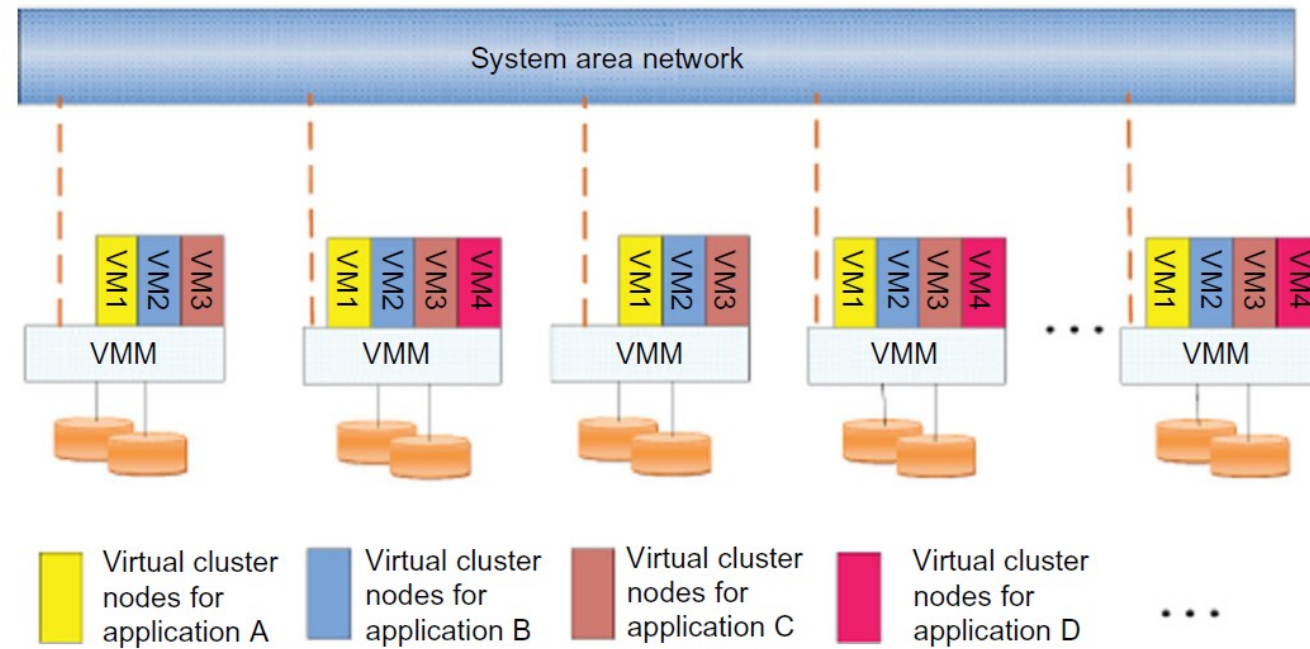 System area network
VM1 VM2 VM3
VM1 VM2 VM3 VM4
VM1 VM2 VM3
VM1 VM2 VM3 VM4
VM1 VM2 VM3 VM4
VMM
VMM
VMM
VMM
VMM
...
Virtual cluster
nodes for
application A
Virtual cluster
nodes for
application B
Virtual cluster
nodes for
application C
Virtual cluster
nodes for
application D
...